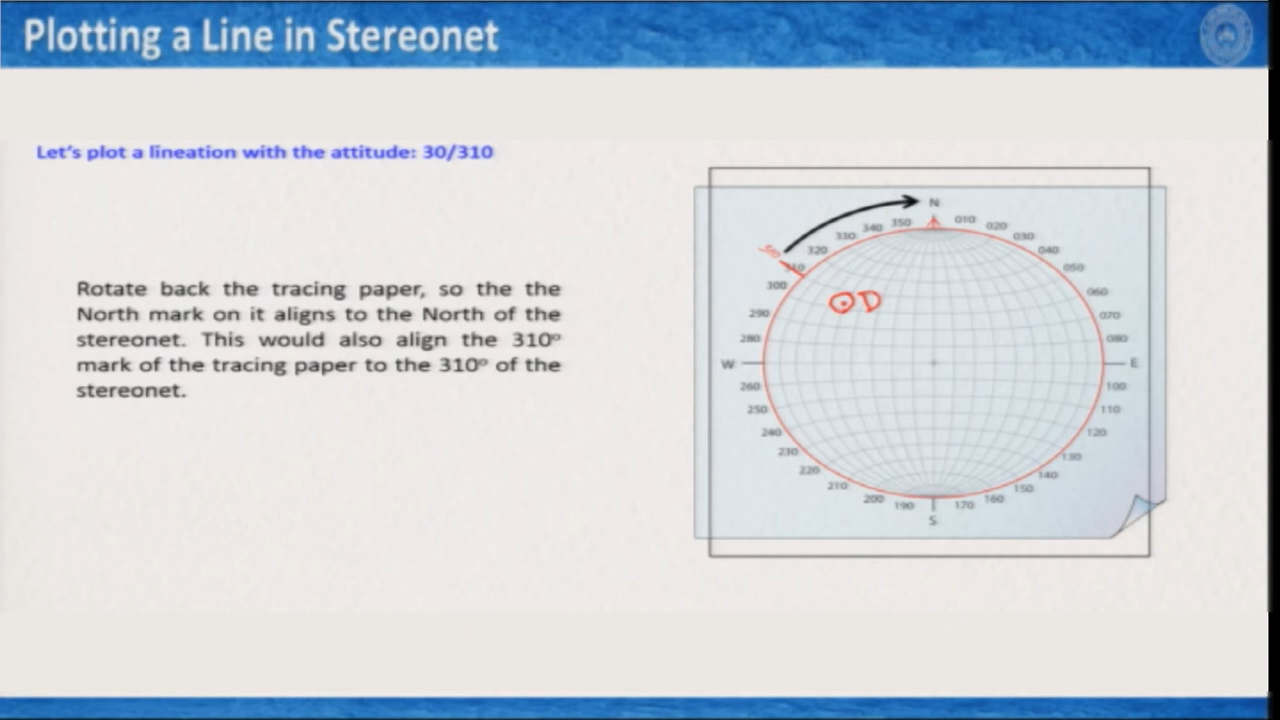 Plotting a Line in Stereonet
Let's plot a lineation with the attitude: 30/310
Rotate back the tracing paper, so the the
North mark on it aligns to the North of the
stereonet. This would also align the 310º
mark of the tracing paper to the 310º of the
stereonet.
N
350 010
340 020
330 030
320 040
310 050
300 060
290 070
280 080
W E
260 100
250 110
240 120
230 130
220 140
210 150
200 160
190 170
S
310
D